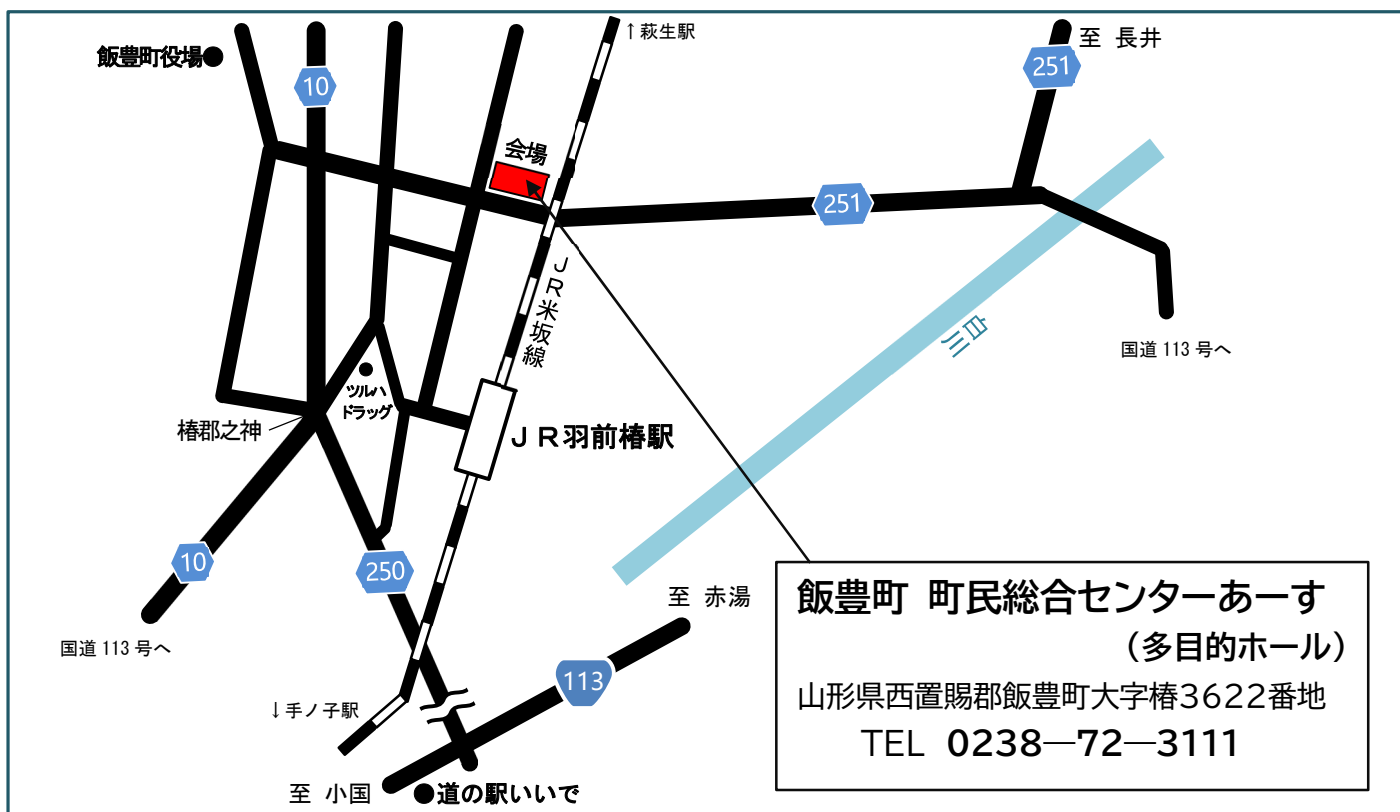 ↑萩生駅
至 長井
飯豊町役場●
10
251
会場
251
JR米坂線
白川
国道 113 号へ
ツルハ
ドラッグ
椿郡之神
JR羽前椿駅
10
250
国道 113 号へ
至 赤湯
113
↓手ノ子駅
至 小国
●道の駅いいで
飯豊町 町民総合センターあーす
(多目的ホール)
山形県西置賜郡飯豊町大字椿3622番地
TEL 0238―72―3111